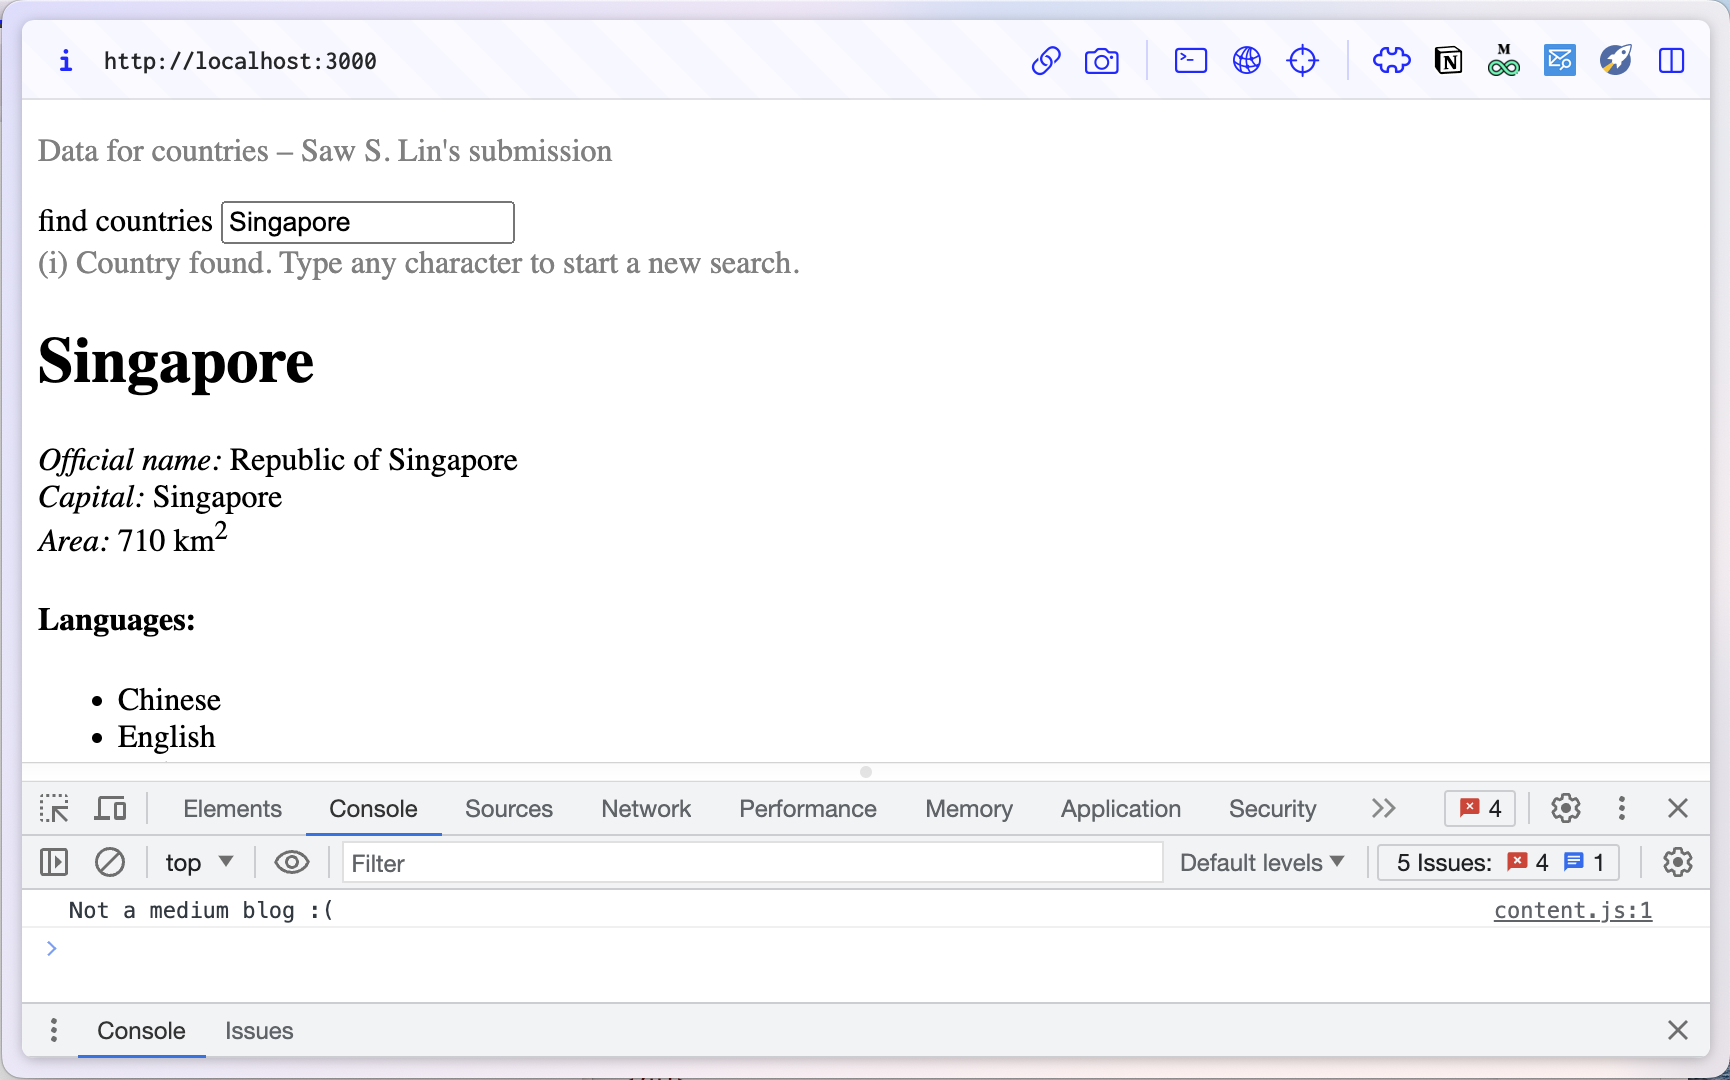 i http://localhost:3000
Data for countries – Saw S. Lin's submission
find countries Singapore
(i) Country found. Type any character to start a new search.
Singapore
Official name: Republic of Singapore
Capital: Singapore
Area: 710 km²
Languages:
• Chinese
• English
Elements Console Sources Network Performance Memory Application Security 4
top Filter Default levels 5 Issues: 4 1
Not a medium blog :( content.js:1
Console Issues